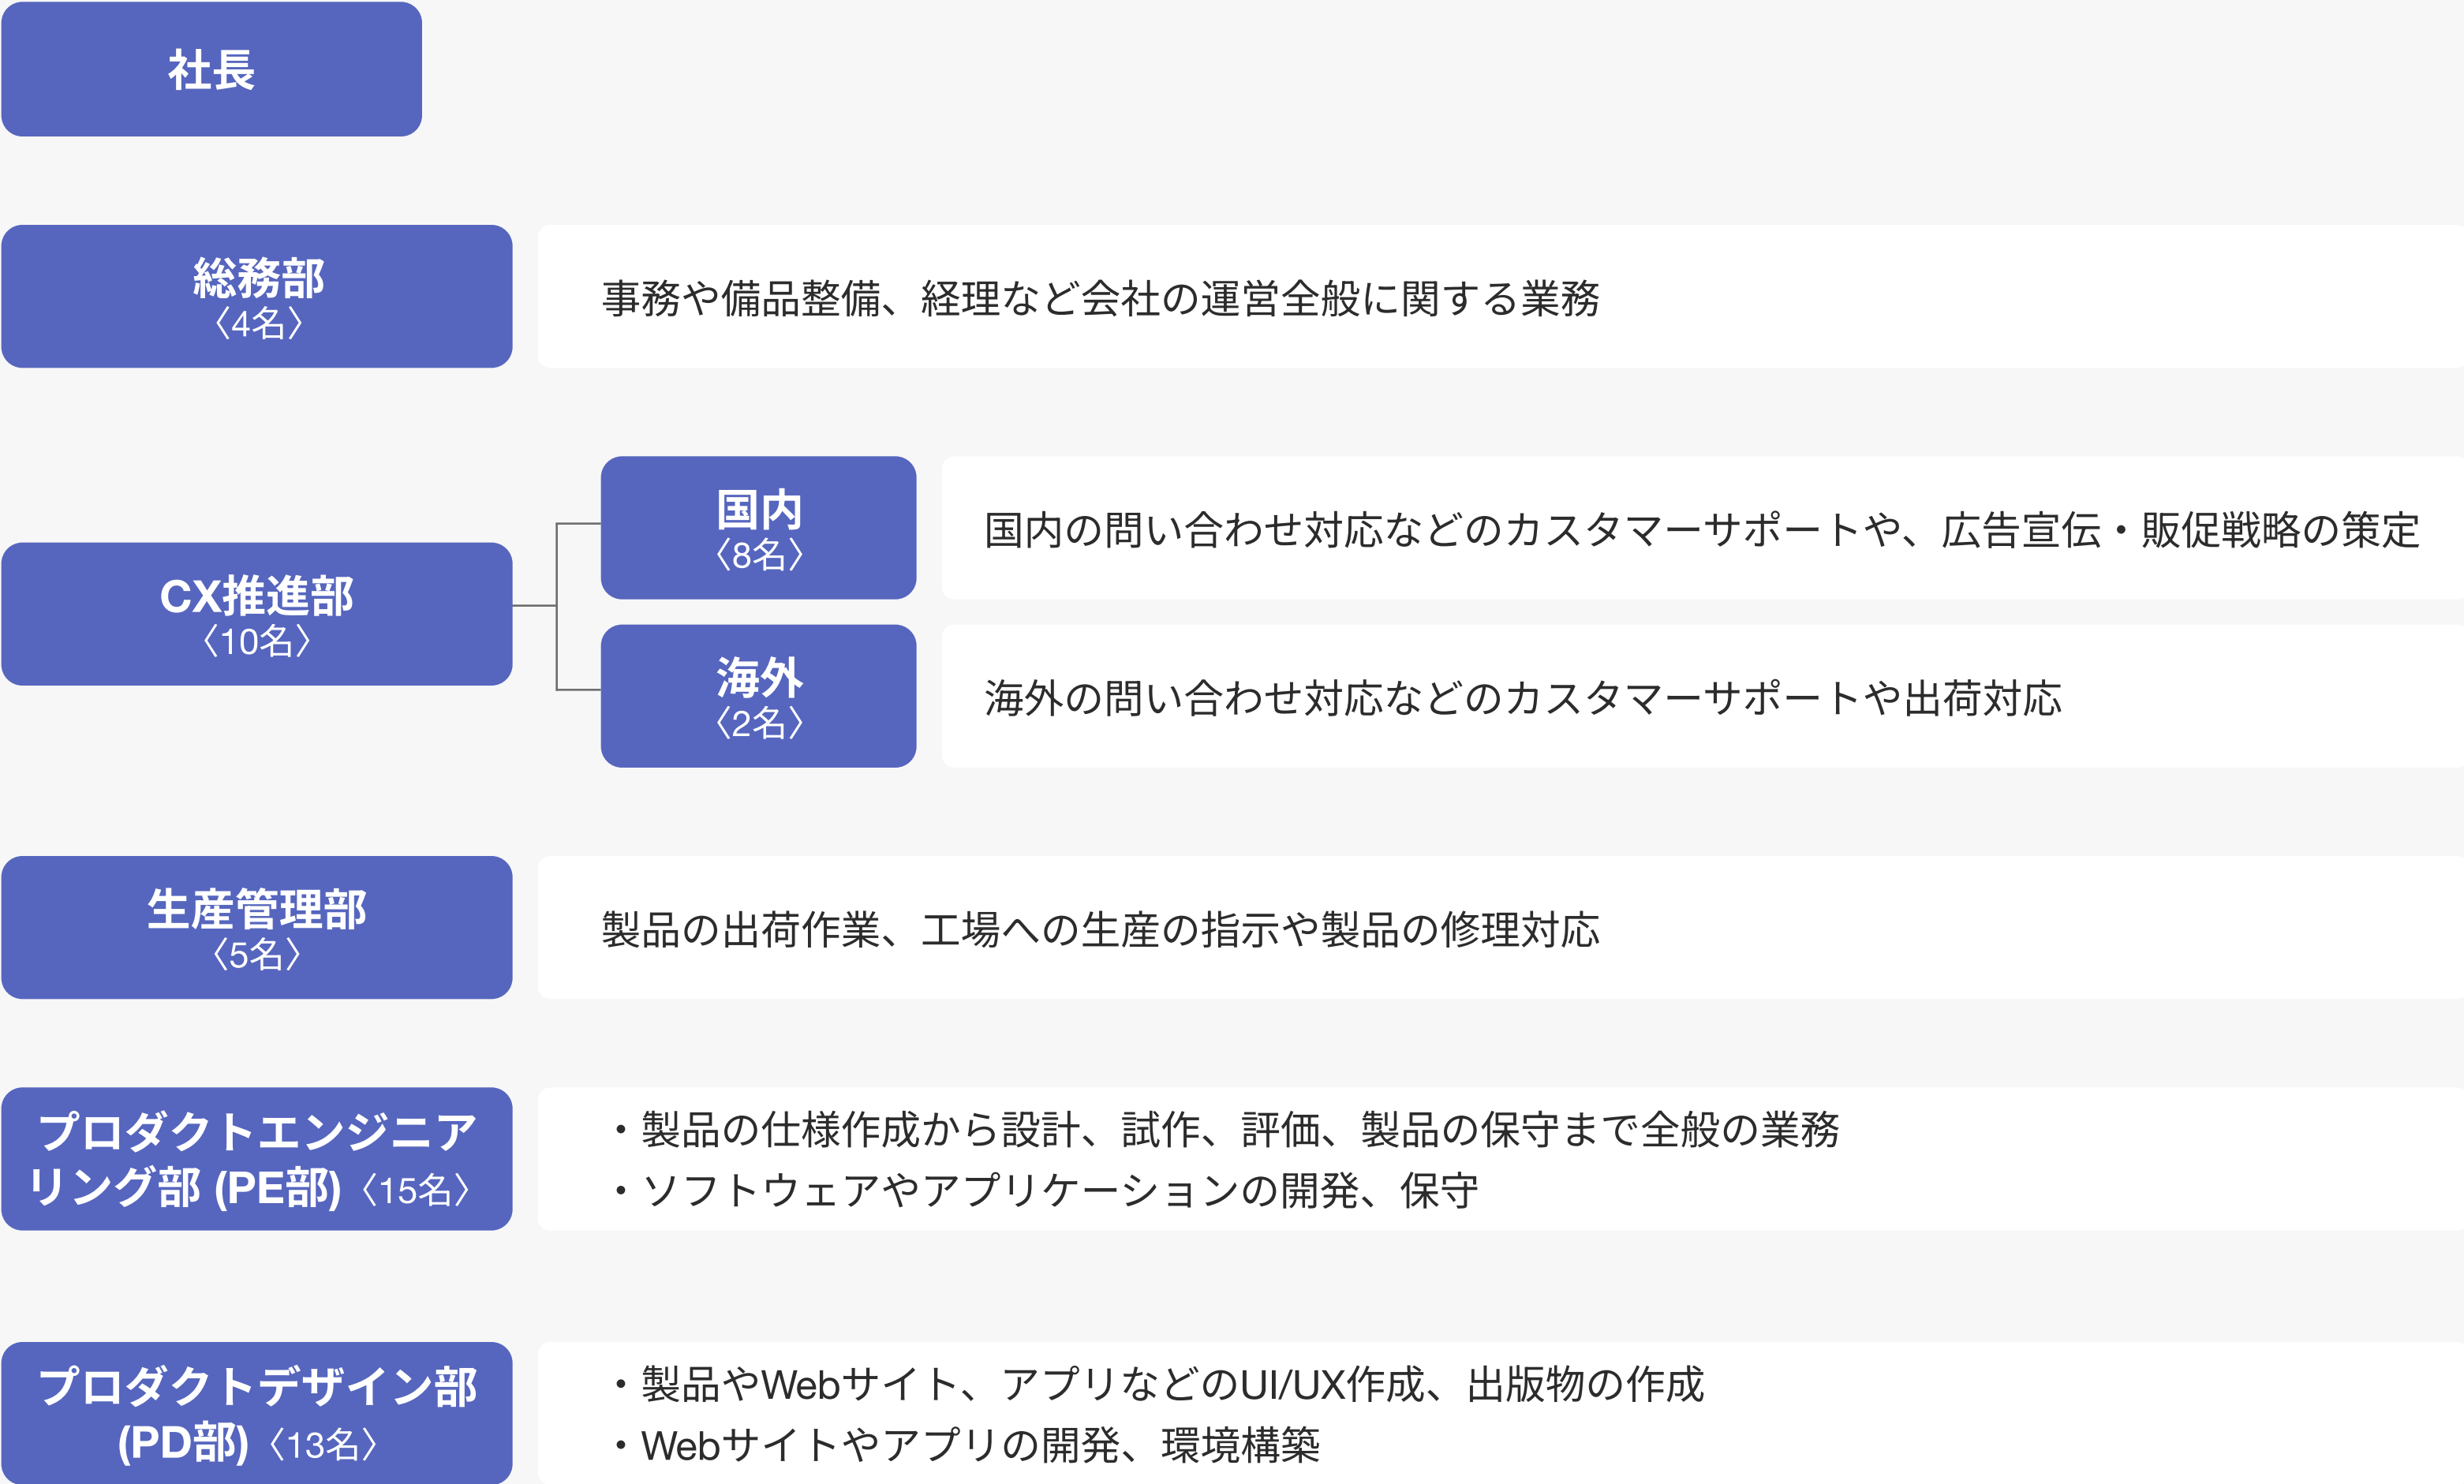 社長
総務部
〈4名〉
事務や備品整備、経理など会社の運営全般に関する業務
CX推進部
〈10名〉
国内
〈8名〉
国内の問い合わせ対応などのカスタマーサポート、広告宣伝・販促戦略の策定
海外
〈2名〉
海外の問い合わせ対応などのカスタマーサポートや出荷対応
生産管理部
〈5名〉
製品の出荷作業、工場への生産の指示や製品の修理対応
プロダクトエンジニア
リング部(PE部)〈15名〉
・製品の仕様作成から設計、試作、評価、製品の保守まで全般の業務
・ソフトウェアやアプリケーションの開発、保守
プロダクトデザイン部
(PD部)〈13名〉
・製品やWebサイト、アプリなどのUI/UX作成、出版物の作成
・Webサイトやアプリの開発、環境構築